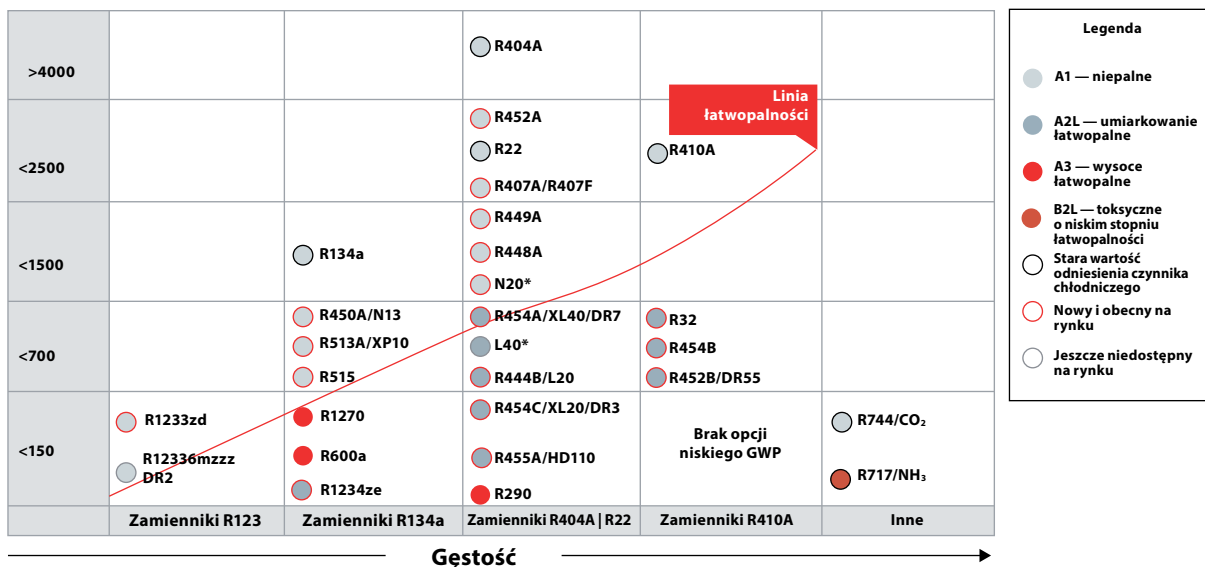 >4000
R404A
Linia
łatwopalności
<2500
R452A
R22
R407A/R407F
R410A
<1500
R134a
R449A
R448A
N20*
<700
R450A/N13
R513A/XP10
R515
R454A/XL40/DR7
L40*
R444B/L20
R32
R454B
R452B/DR55
<150
R1233zd
R12336mzzz
DR2
R1270
R600a
R1234ze
R454C/XL20/DR3
R455A/HD110
R290
Brak opcji
niskiego GWP
R744/CO₂
R717/NH₃
Zamienniki R123
Zamienniki R134a
Zamienniki R404A | R22
Zamienniki R410A
Inne
Gęstość
Legenda
A1 — niepalne
A2L — umiarkowanie
łatwopalne
A3 — wysoce
łatwopalne
B2L — toksyczne
o niskim stopniu
łatwopalności
Stara wartość
odniesienia czynnika
chłodniczego
Nowy i obecny na
rynku
Jeszcze niedostępny
na rynku